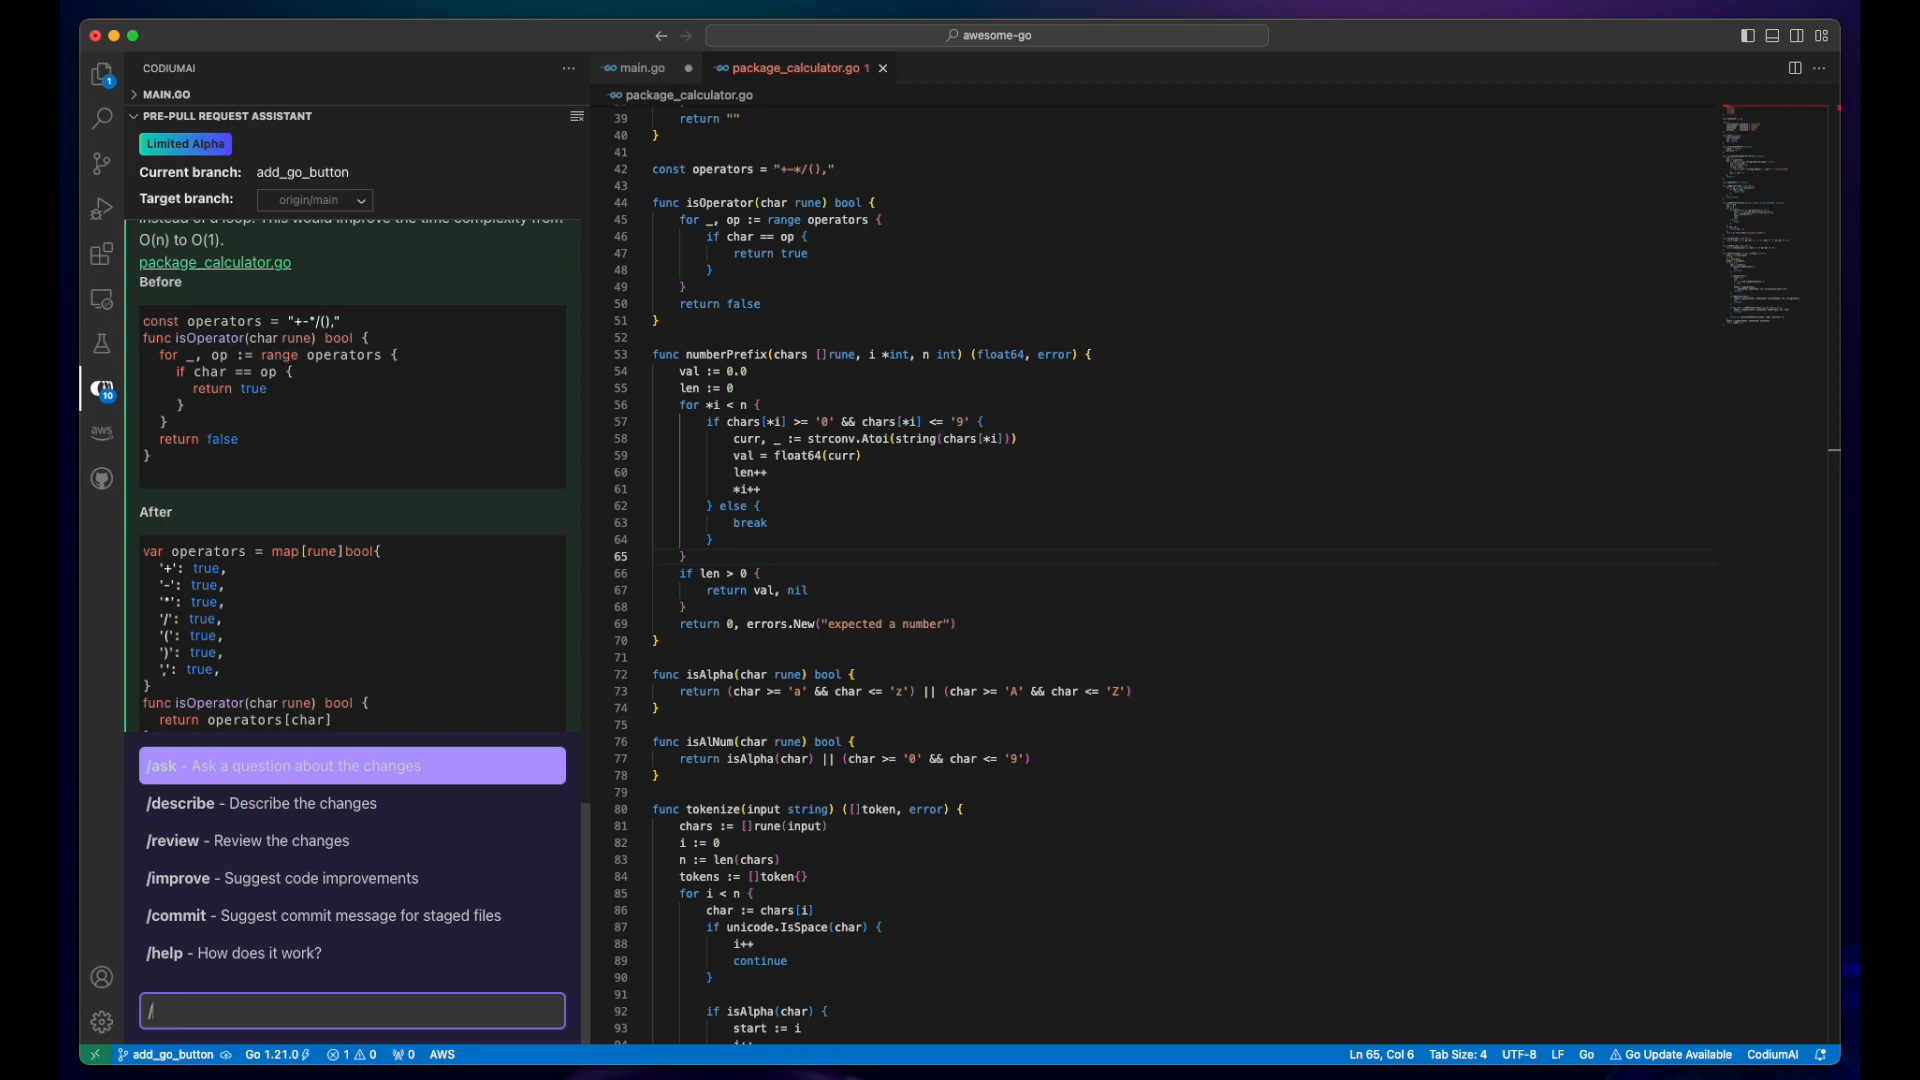 awesome-go
CODIUMAI
MAIN.GO
PRE-PULL REQUEST ASSISTANT
Limited Alpha
Current branch: add_go_button
Target branch: origin/main
instead of a loop. This would improve the time complexity from
O(n) to O(1).
package_calculator.go
Before
const operators = "+-*/(),"
func isOperator(char rune) bool {
for _, op := range operators {
if char == op {
return true
}
}
return false
}
After
var operators = map[rune]bool{
'+': true,
'-': true,
'*': true,
'/': true,
'(': true,
')': true,
',': true,
}
func isOperator(char rune) bool {
return operators[char]
/ask - Ask a question about the changes
/describe - Describe the changes
/review - Review the changes
/improve - Suggest code improvements
/commit - Suggest commit message for staged files
/help - How does it work?
/
1
10
aws
main.go
package_calculator.go 1
package_calculator.go
39 return ""
40 }
41
42 const operators = "+-*/(),"
43
44 func isOperator(char rune) bool {
45 for _, op := range operators {
46 if char == op {
47 return true
48 }
49 }
50 return false
51 }
52
53 func numberPrefix(chars []rune, i *int, n int) (float64, error) {
54 val := 0.0
55 len := 0
56 for *i < n {
57 if chars[*i] >= '0' && chars[*i] <= '9' {
58 curr, _ := strconv.Atoi(string(chars[*i]))
59 val = float64(curr)
60 len++
61 *i++
62 } else {
63 break
64 }
65 }
66 if len > 0 {
67 return val, nil
68 }
69 return 0, errors.New("expected a number")
70 }
71
72 func isAlpha(char rune) bool {
73 return (char >= 'a' && char <= 'z') || (char >= 'A' && char <= 'Z')
74 }
75
76 func isAlNum(char rune) bool {
77 return isAlpha(char) || (char >= '0' && char <= '9')
78 }
79
80 func tokenize(input string) ([]token, error) {
81 chars := []rune(input)
82 i := 0
83 n := len(chars)
84 tokens := []token{}
85 for i < n {
86 char := chars[i]
87 if unicode.IsSpace(char) {
88 i++
89 continue
90 }
91
92 if isAlpha(char) {
93 start := i
94 i++
add_go_button Go 1.21.0 1 0 0 AWS
Ln 65, Col 6 Tab Size: 4 UTF-8 LF Go Go Update Available CodiumAI